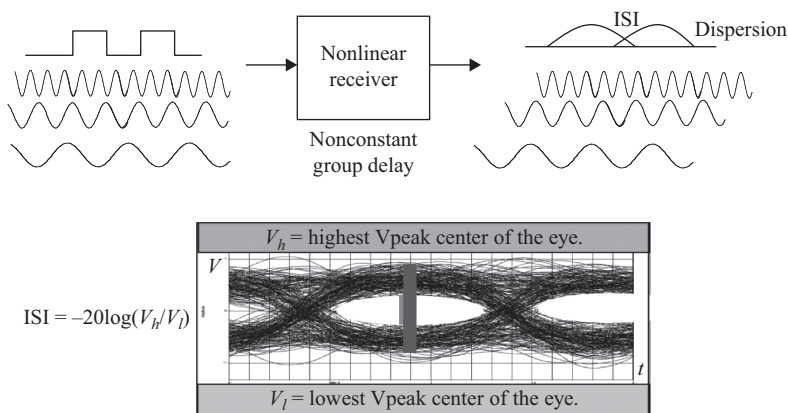 ISI
Dispersion
Nonlinear
receiver
Nonconstant
group delay
V_h = highest Vpeak center of the eye.
V
ISI = –20log(V_h/V_l)
t
V_l = lowest Vpeak center of the eye.